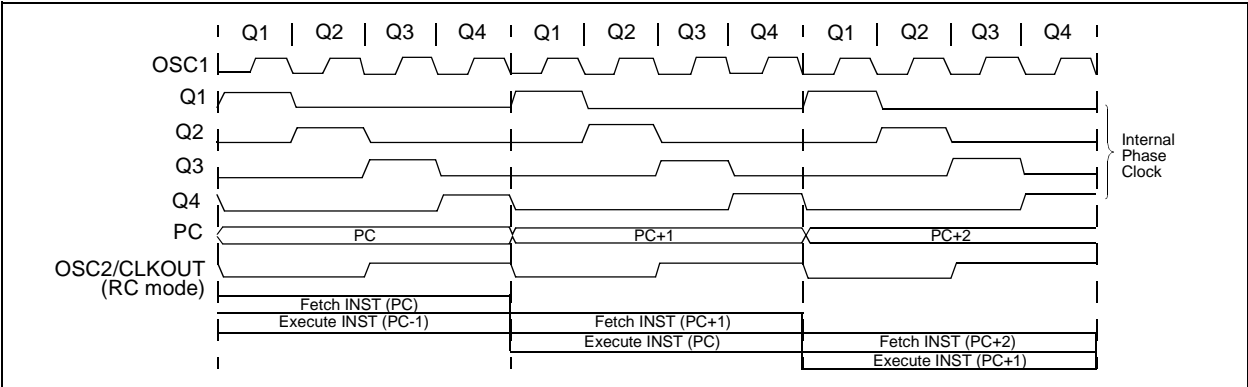 Q1 Q2 Q3 Q4 Q1 Q2 Q3 Q4 Q1 Q2 Q3 Q4
OSC1
Q1
Q2
Q3
Q4
Internal
Phase
Clock
PC PC PC+1 PC+2
OSC2/CLKOUT
(RC mode)
Fetch INST (PC)
Execute INST (PC-1) Fetch INST (PC+1)
Execute INST (PC) Fetch INST (PC+2)
Execute INST (PC+1)